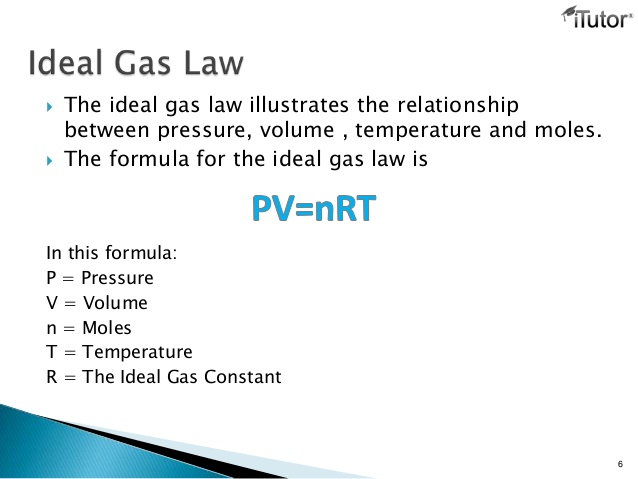 iTutor®
Ideal Gas Law
The ideal gas law illustrates the relationship
between pressure, volume , temperature and moles.
The formula for the ideal gas law is
PV=nRT
In this formula:
P = Pressure
V = Volume
n = Moles
T = Temperature
R = The Ideal Gas Constant
6